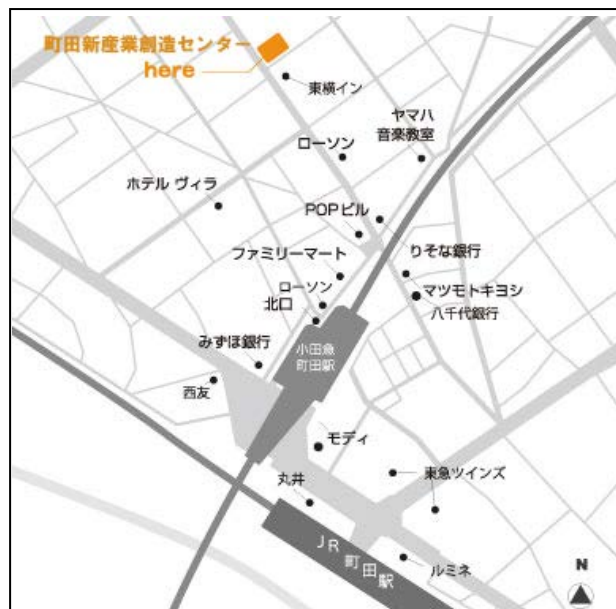 町田新産業創造センター
here
東横イン
ヤマハ
音楽教室
ローソン
ホテル ヴィラ
POPビル
りそな銀行
ファミリーマート
ローソン
マツモトキヨシ
北口
八千代銀行
小田急
町田駅
みずほ銀行
西友
モディ
東急ツインズ
丸井
JR町田駅
ルミネ
N